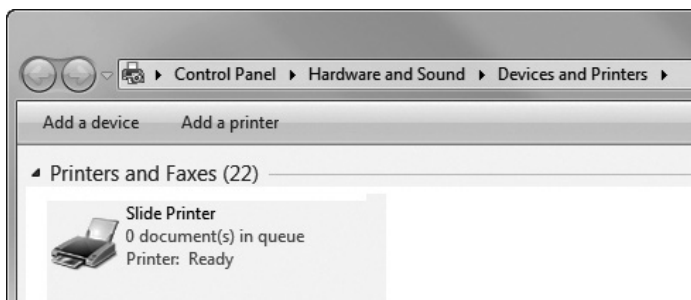 Control Panel ▸ Hardware and Sound ▸ Devices and Printers ▸
Add a device Add a printer
Printers and Faxes (22)
Slide Printer
0 document(s) in queue
Printer: Ready